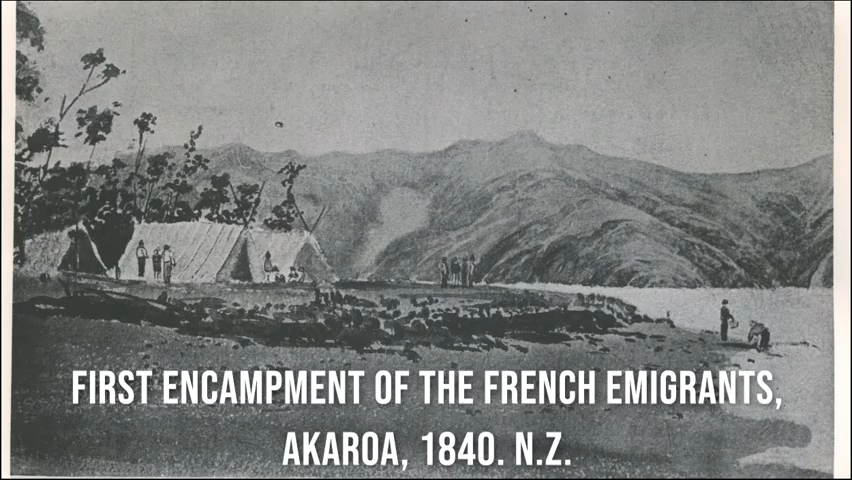 FIRST ENCAMPMENT OF THE FRENCH EMIGRANTS,
AKAROA, 1840. N.Z.